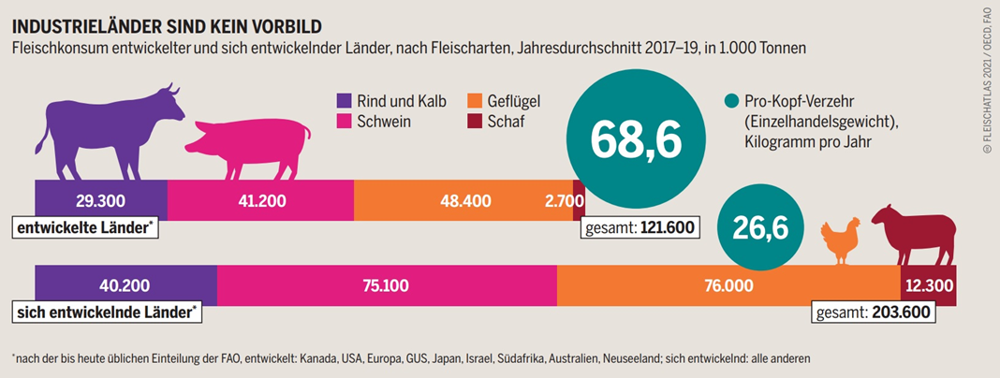 INDUSTRIELÄNDER SIND KEIN VORBILD
Fleischkonsum entwickelter und sich entwickelnder Länder, nach Fleischarten, Jahresdurchschnitt 2017–19, in 1.000 Tonnen
Rind und Kalb
Schwein
Geflügel
Schaf
68,6
Pro-Kopf-Verzehr
(Einzelhandelsgewicht),
Kilogramm pro Jahr
29.300
41.200
48.400
2.700
entwickelte Länder*
gesamt: 121.600
26,6
40.200
75.100
76.000
12.300
sich entwickelnde Länder*
gesamt: 203.600
*nach der bis heute üblichen Einteilung der FAO, entwickelt: Kanada, USA, Europa, GUS, Japan, Israel, Südafrika, Australien, Neuseeland; sich entwickelnd: alle anderen
© FLEISCHATLAS 2021 / OECD, FAO